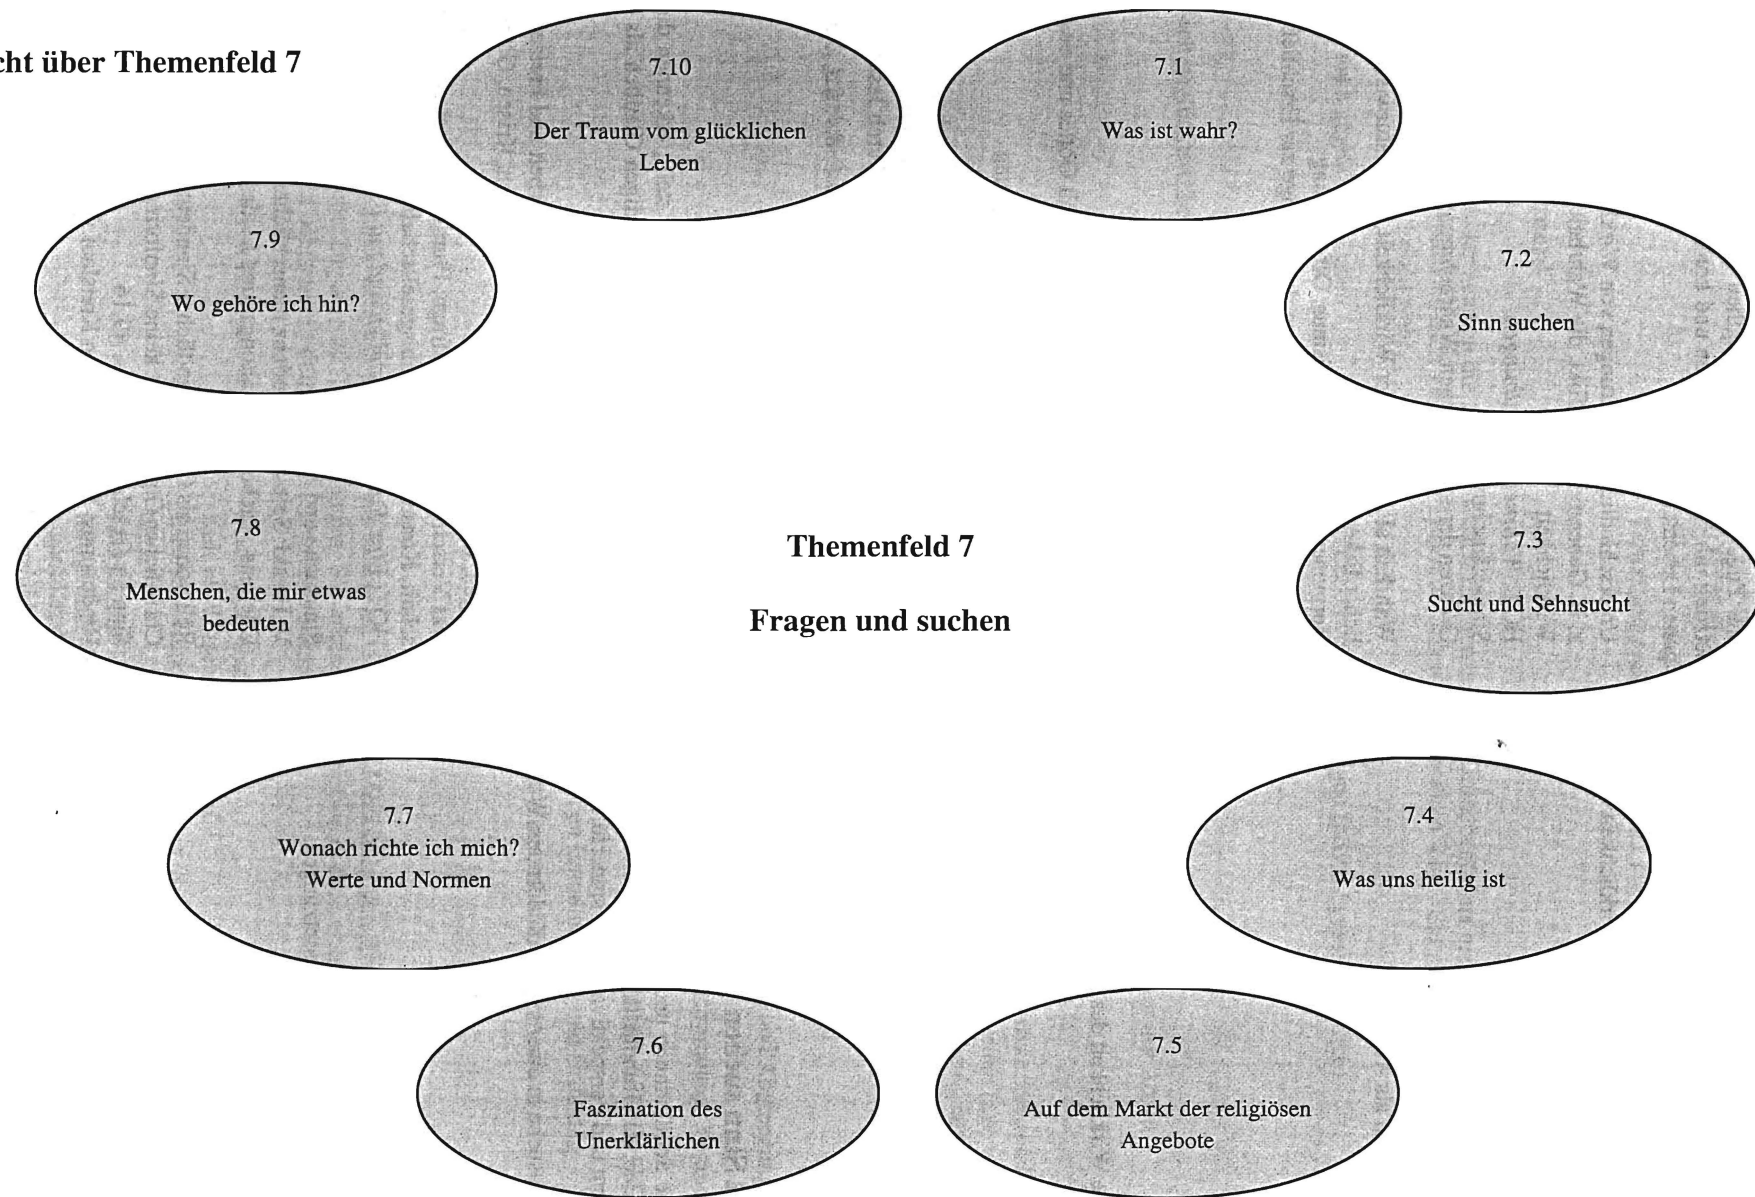 cht über Themenfeld 7
7.10
Der Traum vom glücklichen
Leben
7.1
Was ist wahr?
7.9
Wo gehöre ich hin?
7.2
Sinn suchen
7.8
Menschen, die mir etwas
bedeuten
Themenfeld 7
Fragen und suchen
7.3
Sucht und Sehnsucht
7.7
Wonach richte ich mich?
Werte und Normen
7.4
Was uns heilig ist
7.6
Faszination des
Unerklärlichen
7.5
Auf dem Markt der religiösen
Angebote